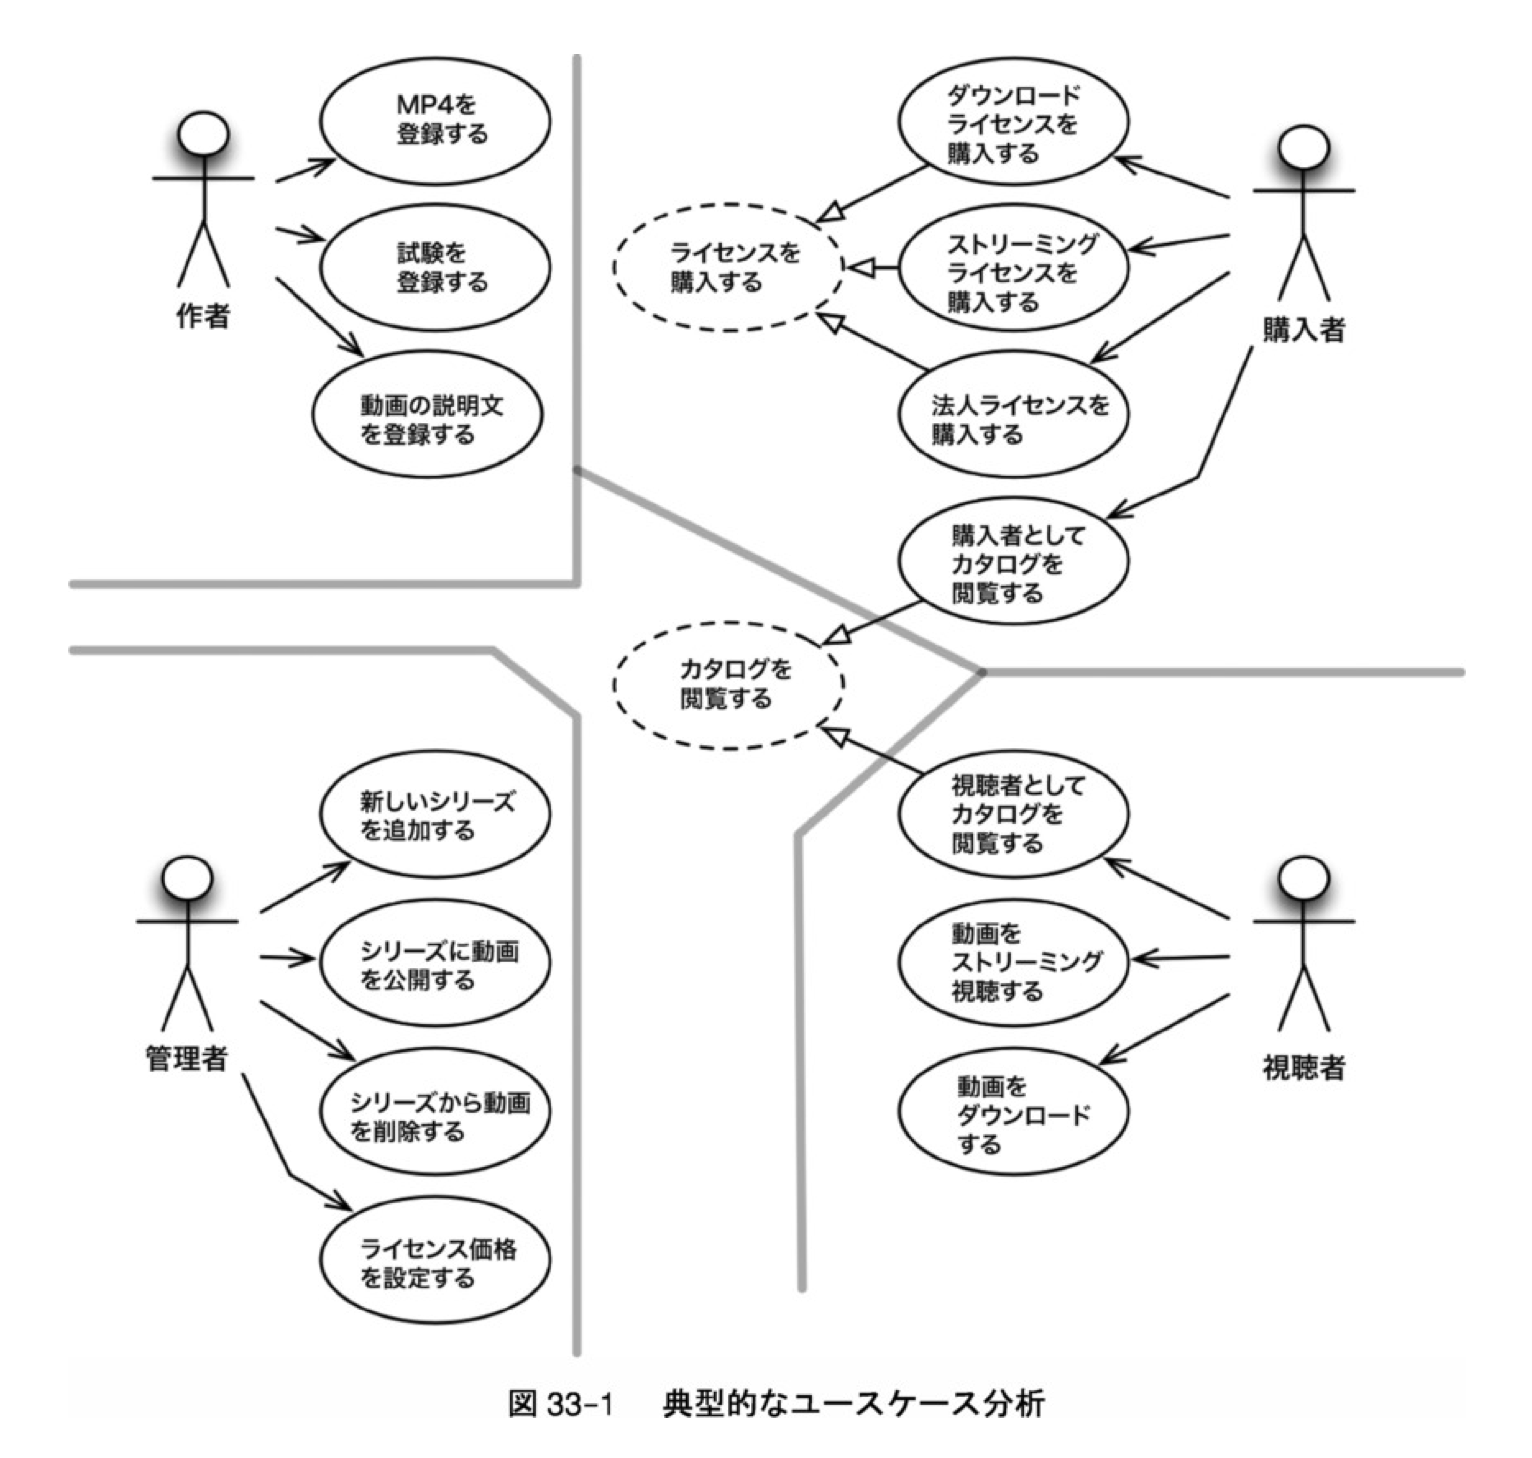 MP4を
登録する
試験を
登録する
動画の説明文
を登録する
作者
ダウンロード
ライセンスを
購入する
ストリーミング
ライセンスを
購入する
法人ライセンスを
購入する
購入者として
カタログを
閲覧する
ライセンスを
購入する
購入者
カタログを
閲覧する
新しいシリーズ
を追加する
シリーズに動画
を公開する
シリーズから動画
を削除する
ライセンス価格
を設定する
管理者
視聴者として
カタログを
閲覧する
動画を
ストリーミング
視聴する
動画を
ダウンロード
する
視聴者
図 33-1 典型的なユースケース分析